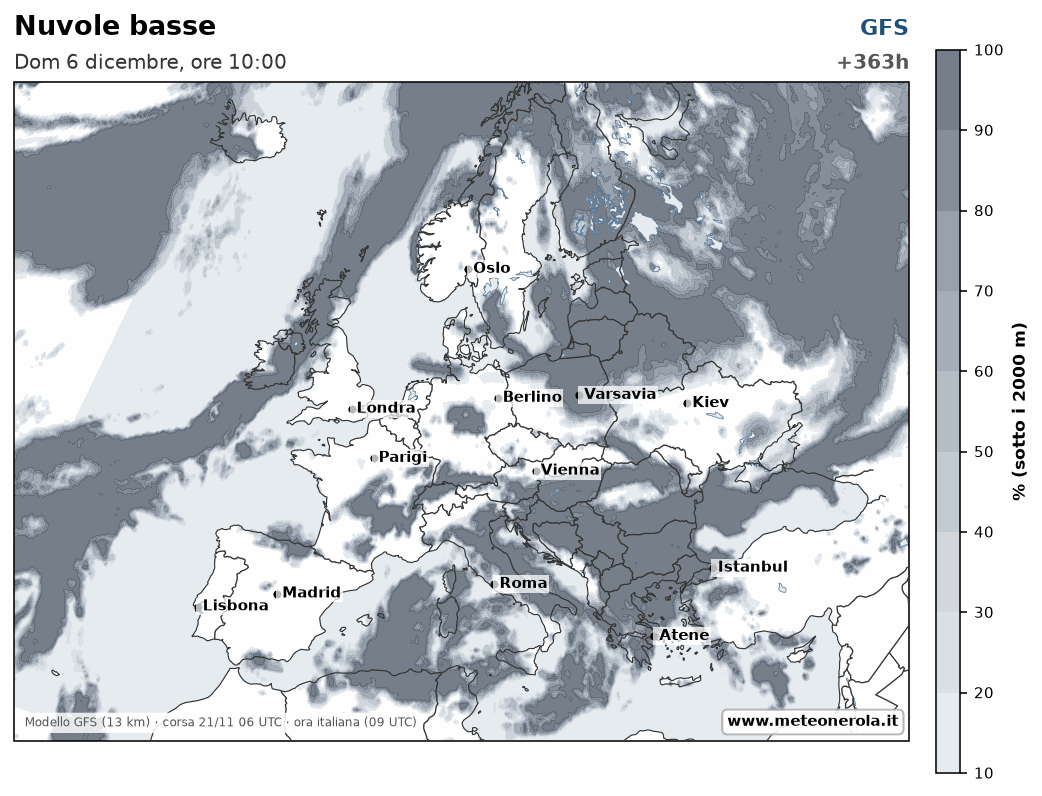 Nuvole basse
GFS
Dom 6 dicembre, ore 10:00
+363h
Oslo
Londra
Berlino
Varsavia
Kiev
Parigi
Vienna
Istanbul
Roma
Madrid
Lisbona
Atene
Modello GFS (13 km) · corsa 21/11 06 UTC · ora italiana (09 UTC)
www.meteonerola.it
100
90
80
70
60
50
40
30
20
10
% (sotto i 2000 m)